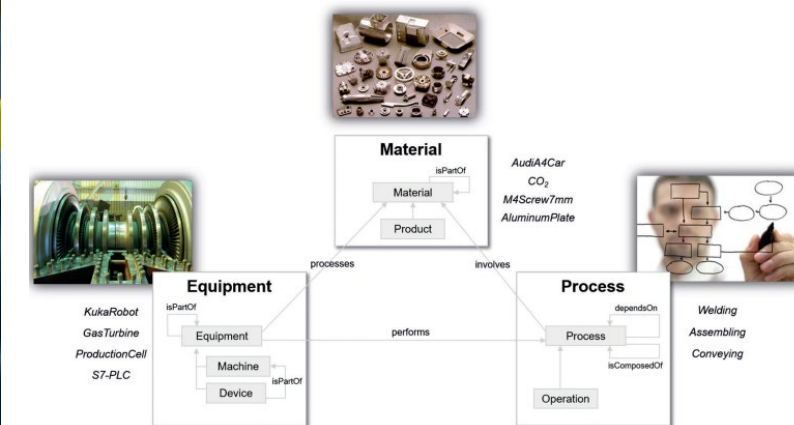 Material
isPartOf
Material
Product
AudiA4Car
CO₂
M4Screw7mm
AluminumPlate
processes
involves
Equipment
isPartOf
Equipment
Machine
isPartOf
Device
KukaRobot
GasTurbine
ProductionCell
S7-PLC
performs
Process
dependsOn
Process
isComposedOf
Operation
Welding
Assembling
Conveying